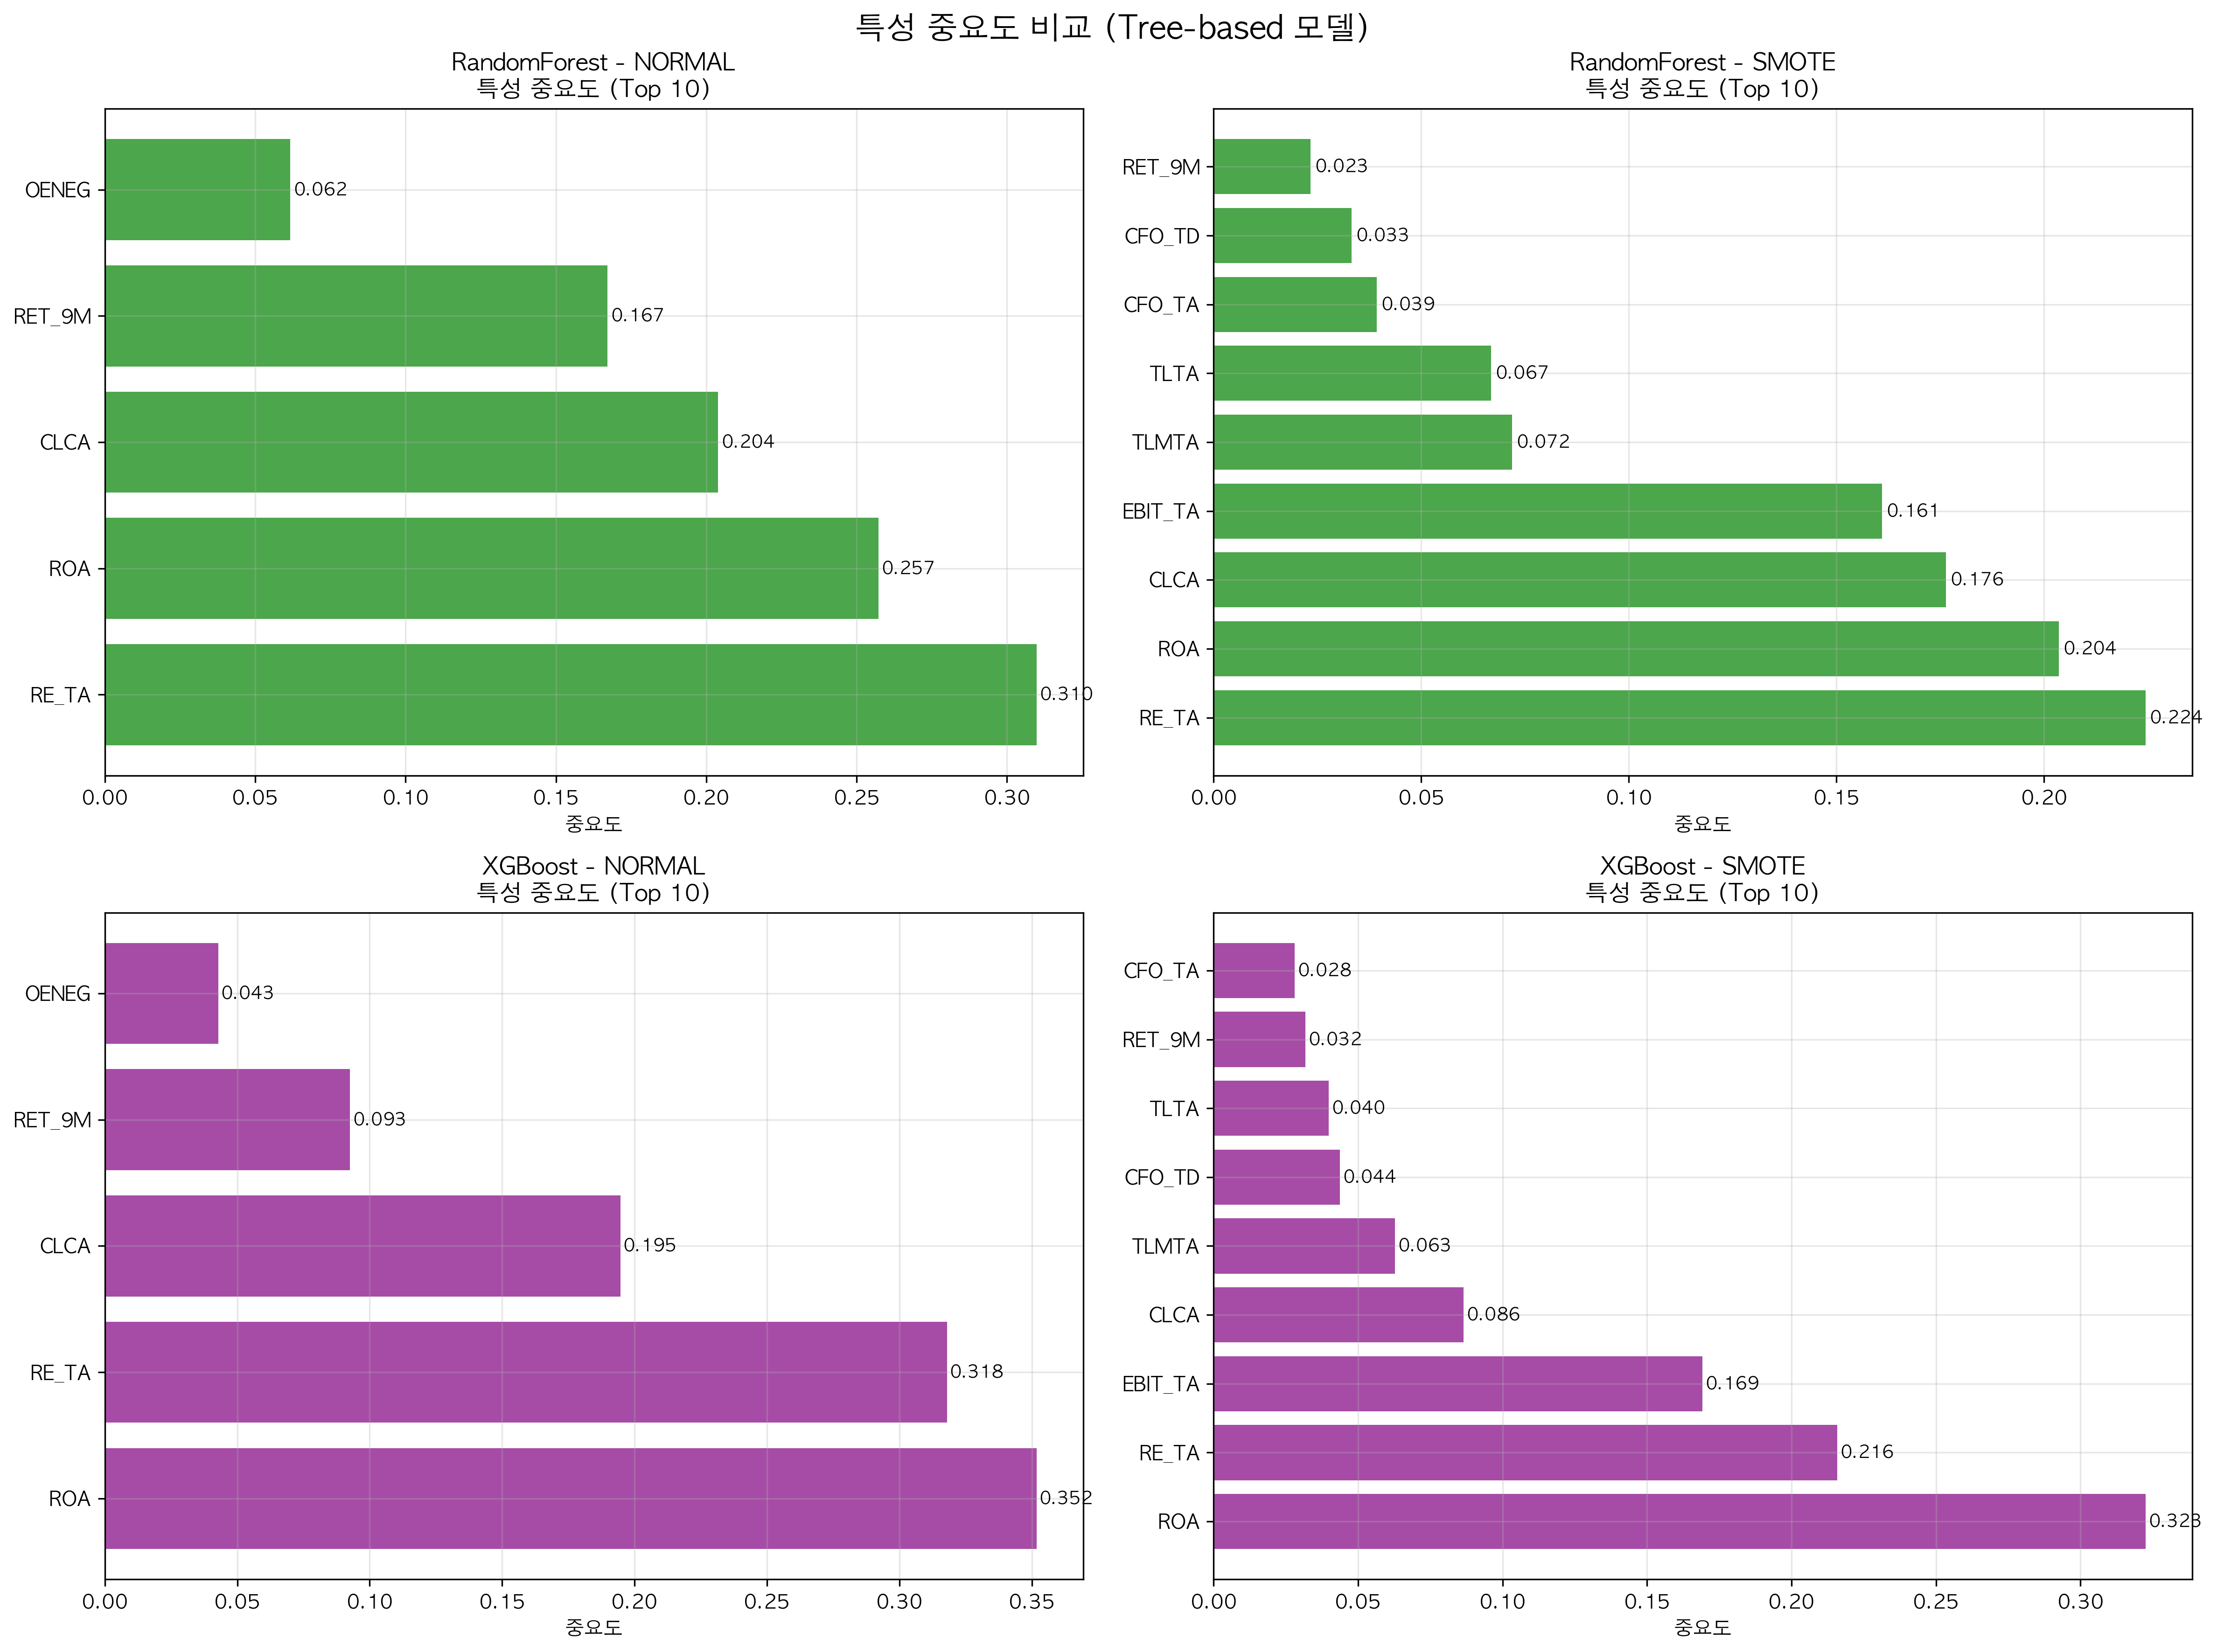 특성 중요도 비교 (Tree-based 모델)
RandomForest - NORMAL
특성 중요도 (Top 10)
OENEG
0.062
RET_9M
0.167
CLCA
0.204
ROA
0.257
RE_TA
0.310
0.00 0.05 0.10 0.15 0.20 0.25 0.30
중요도
RandomForest - SMOTE
특성 중요도 (Top 10)
RET_9M
0.023
CFO_TD
0.033
CFO_TA
0.039
TLTA
0.067
TLMTA
0.072
EBIT_TA
0.161
CLCA
0.176
ROA
0.204
RE_TA
0.224
0.00 0.05 0.10 0.15 0.20
중요도
XGBoost - NORMAL
특성 중요도 (Top 10)
OENEG
0.043
RET_9M
0.093
CLCA
0.195
RE_TA
0.318
ROA
0.352
0.00 0.05 0.10 0.15 0.20 0.25 0.30 0.35
중요도
XGBoost - SMOTE
특성 중요도 (Top 10)
CFO_TA
0.028
RET_9M
0.032
TLTA
0.040
CFO_TD
0.044
TLMTA
0.063
CLCA
0.086
EBIT_TA
0.169
RE_TA
0.216
ROA
0.323
0.00 0.05 0.10 0.15 0.20 0.25 0.30
중요도